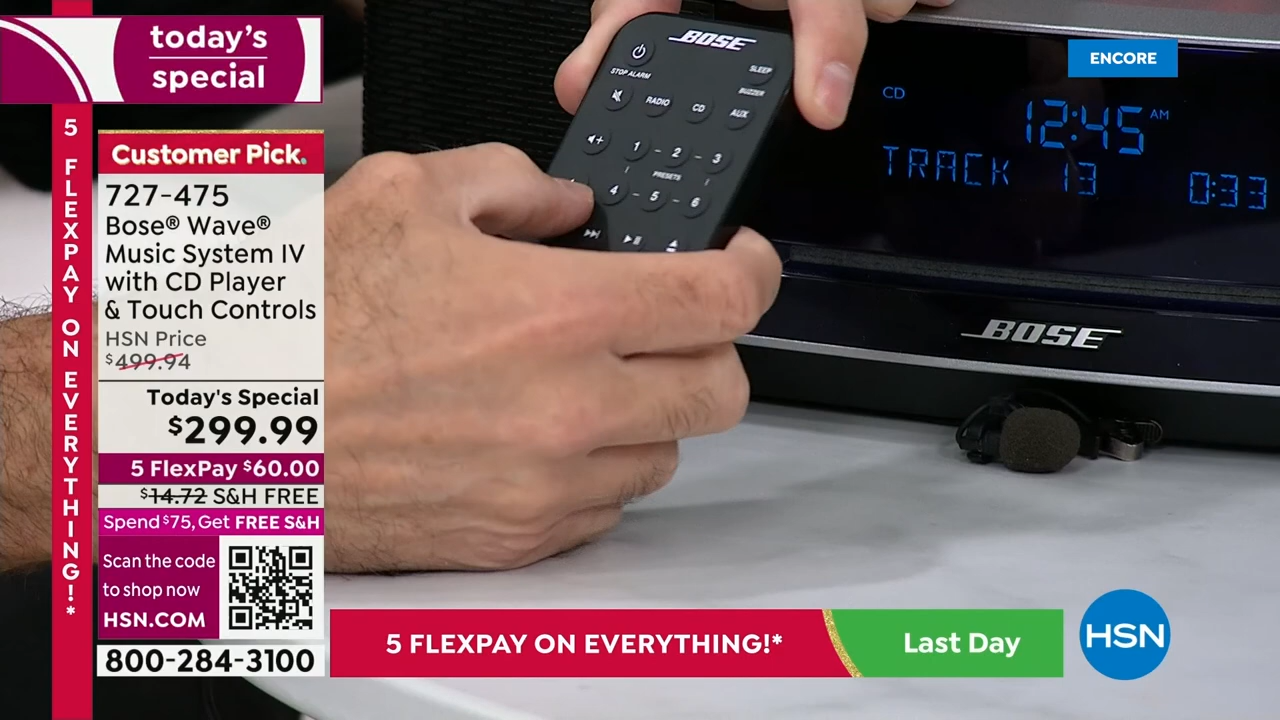 today's
special
5 FLEXPAY ON EVERYTHING!*
Customer Pick.
727-475
Bose® Wave®
Music System IV
with CD Player
& Touch Controls
HSN Price
$499.94
Today's Special
$299.99
5 FlexPay $60.00
$14.72 S&H FREE
Spend $75, Get FREE S&H
Scan the code
to shop now
HSN.COM
800-284-3100
BOSE
STOP ALARM
SLEEP
BUZZER
RADIO
CD
AUX
1 - 2 - 3
PRESETS
4 - 5 - 6
ENCORE
CD
12:45 AM
TRACK 13 0:33
BOSE
5 FLEXPAY ON EVERYTHING!*
Last Day
HSN